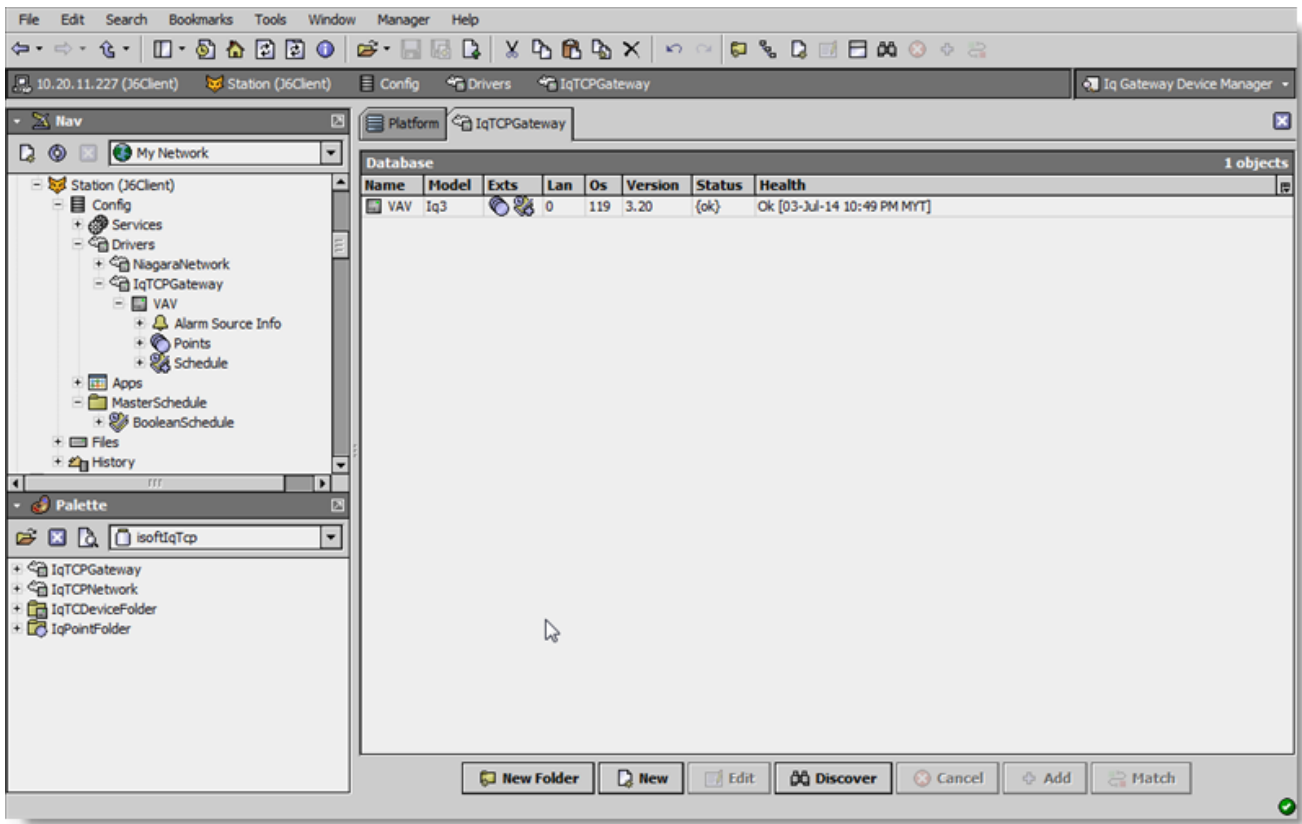 File Edit Search Bookmarks Tools Window Manager Help
10.20.11.227 (J6Client) Station (J6Client) Config Drivers IqTCPGateway Iq Gateway Device Manager
Nav
My Network
Station (J6Client)
Config
Services
Drivers
NiagaraNetwork
IqTCPGateway
VAV
Alarm Source Info
Points
Schedule
Apps
MasterSchedule
BooleanSchedule
Files
History
Palette
isoftIqTcp
IqTCPGateway
IqTCPNetwork
IqTCDeviceFolder
IqPointFolder
Platform IqTCPGateway
Database 1 objects
Name Model Exts Lan Os Version Status Health
VAV Iq3 0 119 3.20 {ok} Ok [03-Jul-14 10:49 PM MYT]
New Folder New Edit Discover Cancel Add Match